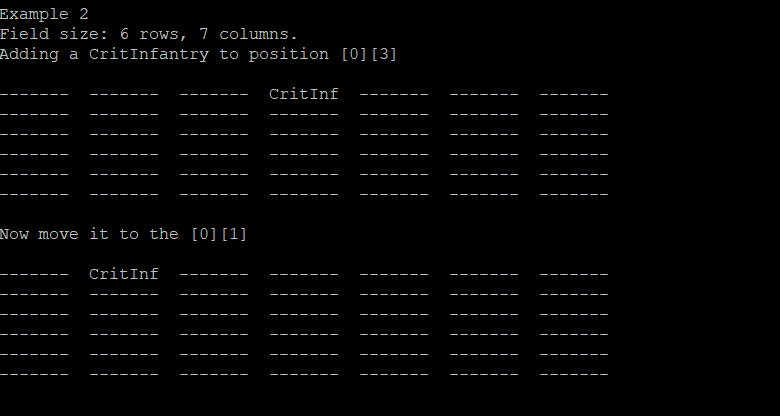 Example 2
Field size: 6 rows, 7 columns.
Adding a CritInfantry to position [0][3]
-------  -------  -------  CritInf  -------  -------  -------
-------  -------  -------  -------  -------  -------  -------
-------  -------  -------  -------  -------  -------  -------
-------  -------  -------  -------  -------  -------  -------
-------  -------  -------  -------  -------  -------  -------
-------  -------  -------  -------  -------  -------  -------
Now move it to the [0][1]
-------  CritInf  -------  -------  -------  -------  -------
-------  -------  -------  -------  -------  -------  -------
-------  -------  -------  -------  -------  -------  -------
-------  -------  -------  -------  -------  -------  -------
-------  -------  -------  -------  -------  -------  -------
-------  -------  -------  -------  -------  -------  -------